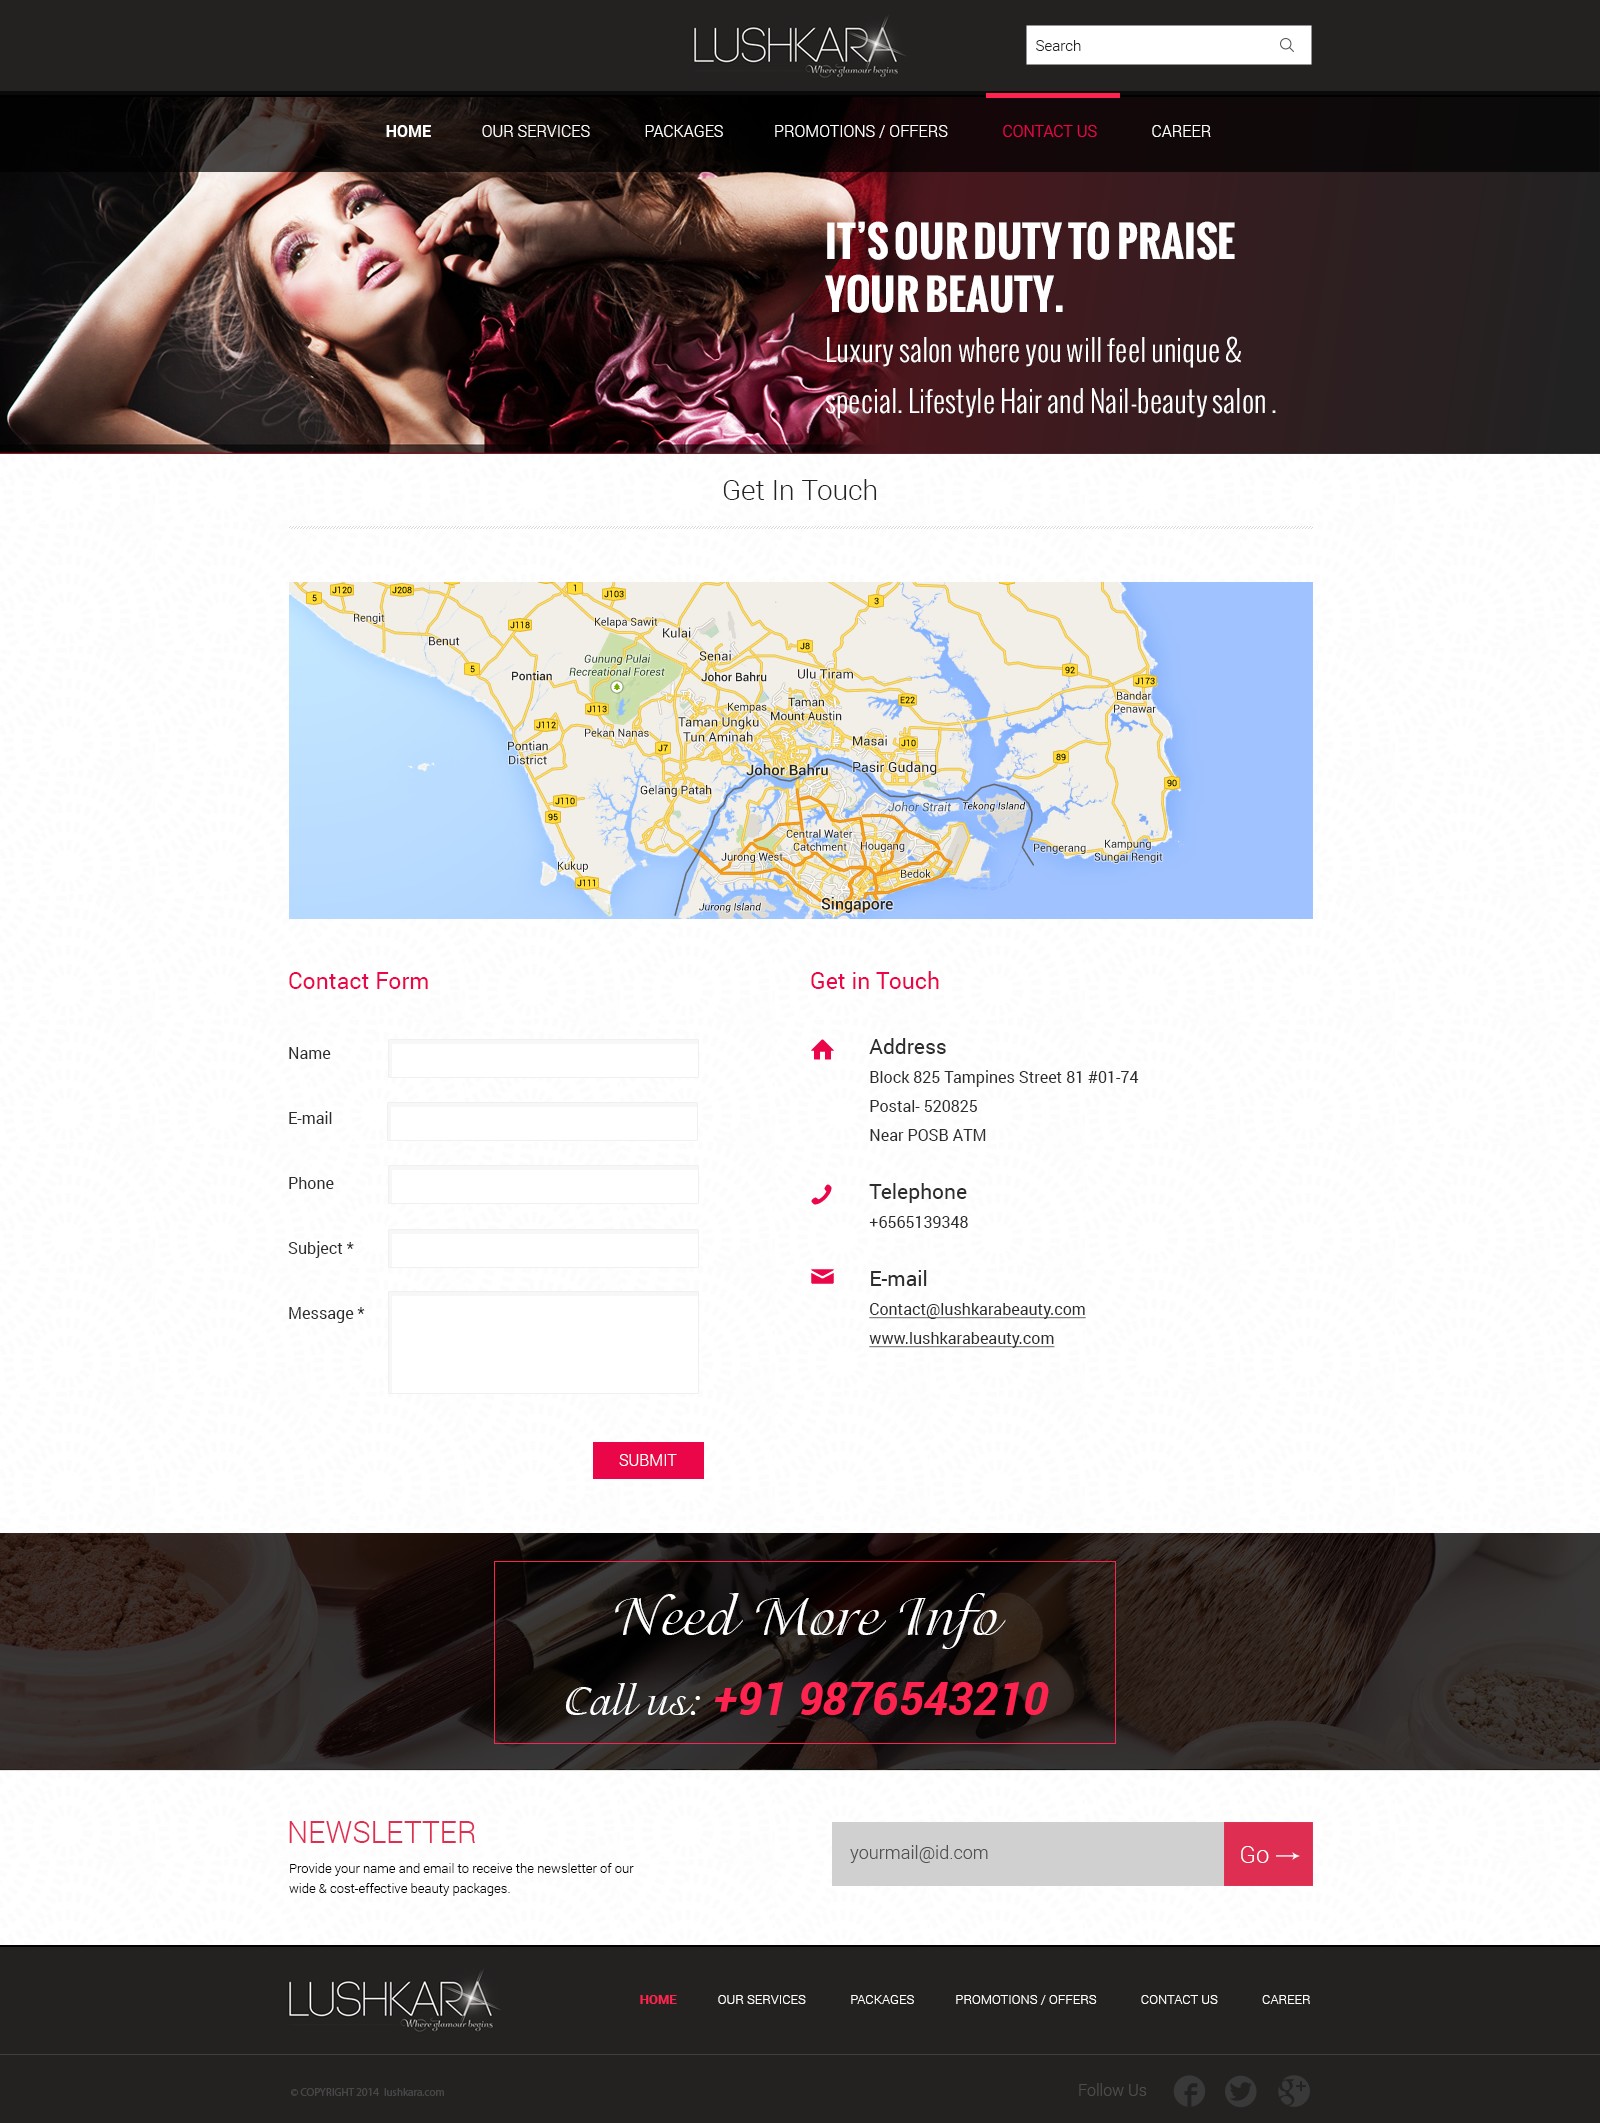 LUSHKARA
Where glamour begins
Search
HOME
OUR SERVICES
PACKAGES
PROMOTIONS / OFFERS
CONTACT US
CAREER
IT'S OUR DUTY TO PRAISE
YOUR BEAUTY.
Luxury salon where you will feel unique &
special. Lifestyle Hair and Nail-beauty salon .
Get In Touch
5
J120
J208
1
J103
3
Rengit
Benut
J118
Kelapa Sawit
Kulai
J8
5
Pontian
Gunung Pulai
Recreational Forest
Senai
Johor Bahru
Ulu Tiram
92
J173
J113
Kempas
Taman
Mount Austin
E22
Bandar
Penawar
J112
Pekan Nanas
Taman Ungku
Tun Aminah
Pontian
District
J7
Masai
J10
89
Johor Bahru
Pasir Gudang
90
Gelang Patah
J110
95
Johor Strait
Tekong Island
Central Water
Catchment
Hougang
Jurong West
Pengerang
Kampung
Sungai Rengit
Kukup
J111
Bedok
Jurong Island
Singapore
Contact Form
Name
E-mail
Phone
Subject *
Message *
SUBMIT
Get in Touch
Address
Block 825 Tampines Street 81 #01-74
Postal- 520825
Near POSB ATM
Telephone
+6565139348
E-mail
Contact@lushkarabeauty.com
www.lushkarabeauty.com
Need More Info
Call us: +91 9876543210
NEWSLETTER
Provide your name and email to receive the newsletter of our
wide & cost-effective beauty packages.
yourmail@id.com
Go
LUSHKARA
Where glamour begins
HOME
OUR SERVICES
PACKAGES
PROMOTIONS / OFFERS
CONTACT US
CAREER
© COPYRIGHT 2014 lushkara.com
Follow Us